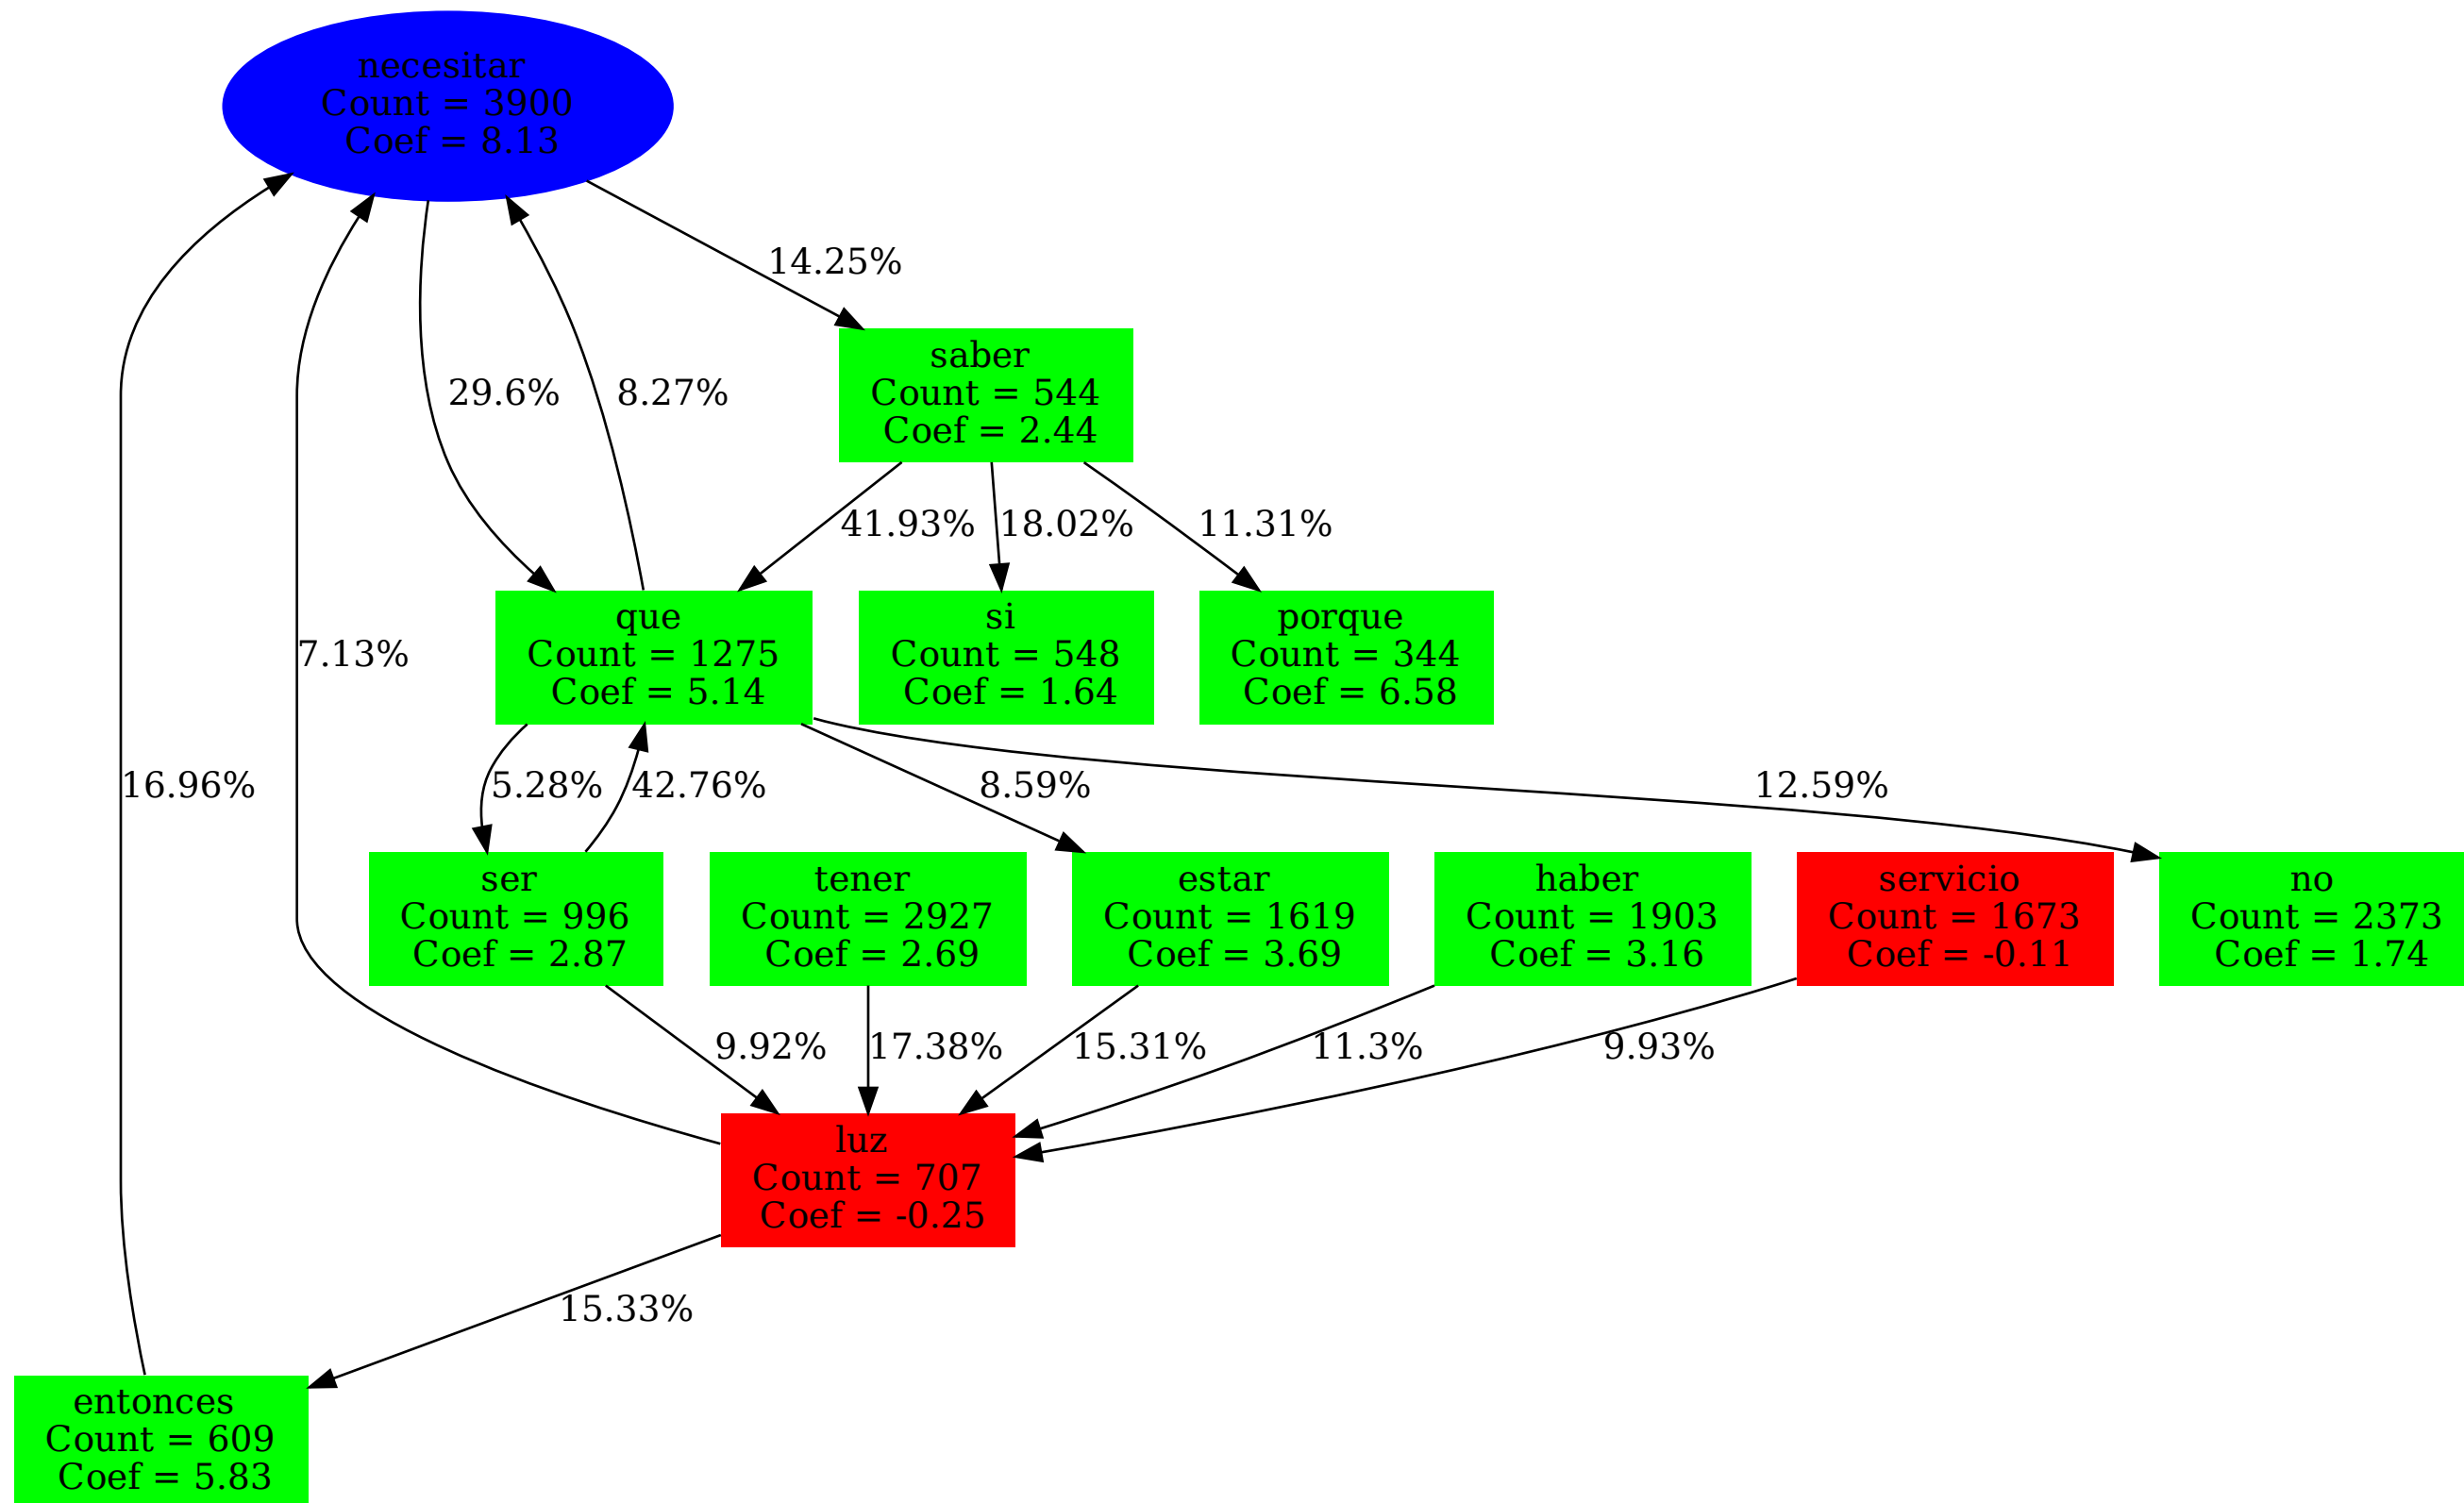 necesitar
Count = 3900
Coef = 8.13
14.25%
saber
Count = 544
Coef = 2.44
29.6%
8.27%
41.93%
18.02%
11.31%
que
Count = 1275
Coef = 5.14
si
Count = 548
Coef = 1.64
porque
Count = 344
Coef = 6.58
7.13%
16.96%
5.28%
42.76%
8.59%
12.59%
ser
Count = 996
Coef = 2.87
tener
Count = 2927
Coef = 2.69
estar
Count = 1619
Coef = 3.69
haber
Count = 1903
Coef = 3.16
servicio
Count = 1673
Coef = -0.11
no
Count = 2373
Coef = 1.74
9.92%
17.38%
15.31%
11.3%
9.93%
luz
Count = 707
Coef = -0.25
15.33%
entonces
Count = 609
Coef = 5.83